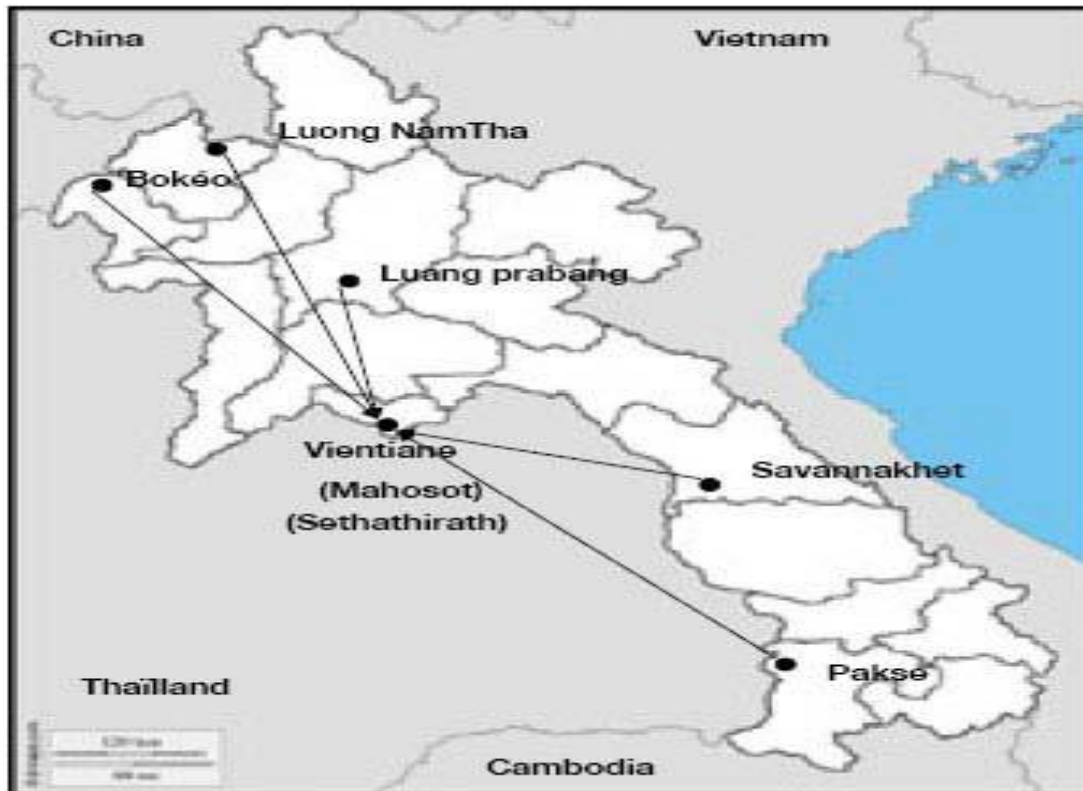 China
Vietnam
Luong NamTha
Bokéo
Luang prabang
Vientiane
(Mahosot)
(Sethathirath)
Savannakhet
Pakse
Thaïlland
Cambodia